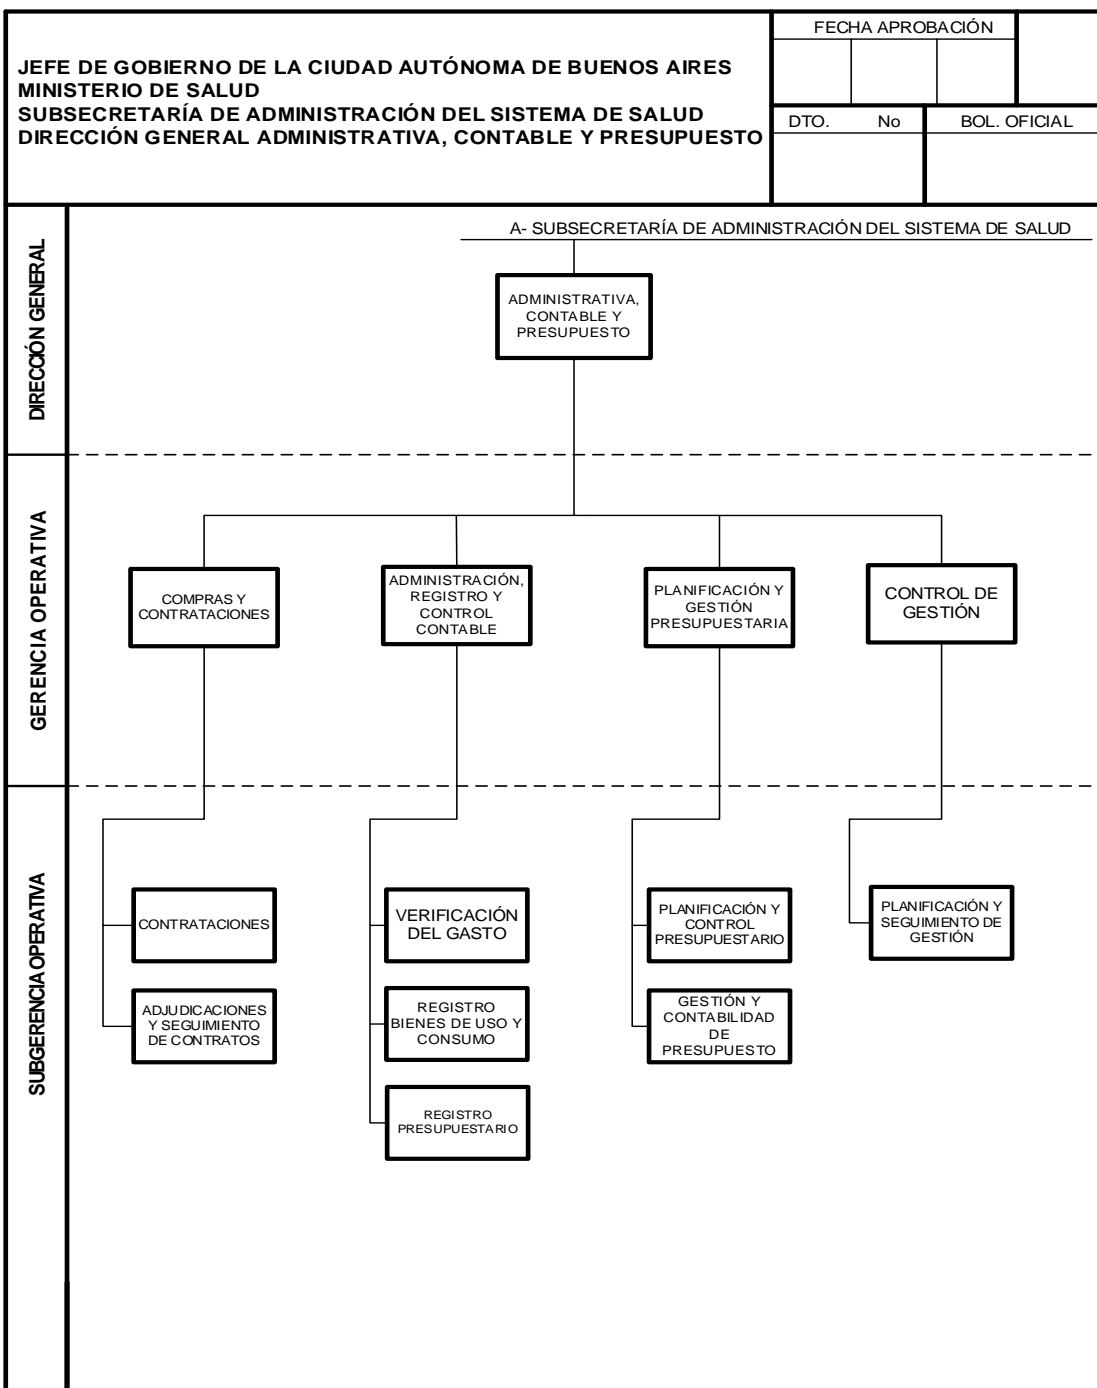 JEFE DE GOBIERNO DE LA CIUDAD AUTÓNOMA DE BUENOS AIRES
MINISTERIO DE SALUD
SUBSECRETARÍA DE ADMINISTRACIÓN DEL SISTEMA DE SALUD
DIRECCIÓN GENERAL ADMINISTRATIVA, CONTABLE Y PRESUPUESTO
FECHA APROBACIÓN
DTO. No
BOL. OFICIAL
DIRECCIÓN GENERAL
A- SUBSECRETARÍA DE ADMINISTRACIÓN DEL SISTEMA DE SALUD
ADMINISTRATIVA,
CONTABLE Y
PRESUPUESTO
GERENCIA OPERATIVA
COMPRAS Y
CONTRATACIONES
ADMINISTRACIÓN,
REGISTRO Y
CONTROL
CONTABLE
PLANIFICACIÓN Y
GESTIÓN
PRESUPUESTARIA
CONTROL DE
GESTIÓN
SUBGERENCIA OPERATIVA
CONTRATACIONES
ADJUDICACIONES
Y SEGUIMIENTO
DE CONTRATOS
VERIFICACIÓN
DEL GASTO
REGISTRO
BIENES DE USO Y
CONSUMO
REGISTRO
PRESUPUESTARIO
PLANIFICACIÓN Y
CONTROL
PRESUPUESTARIO
GESTIÓN Y
CONTABILIDAD
DE
PRESUPUESTO
PLANIFICACIÓN Y
SEGUIMIENTO DE
GESTIÓN